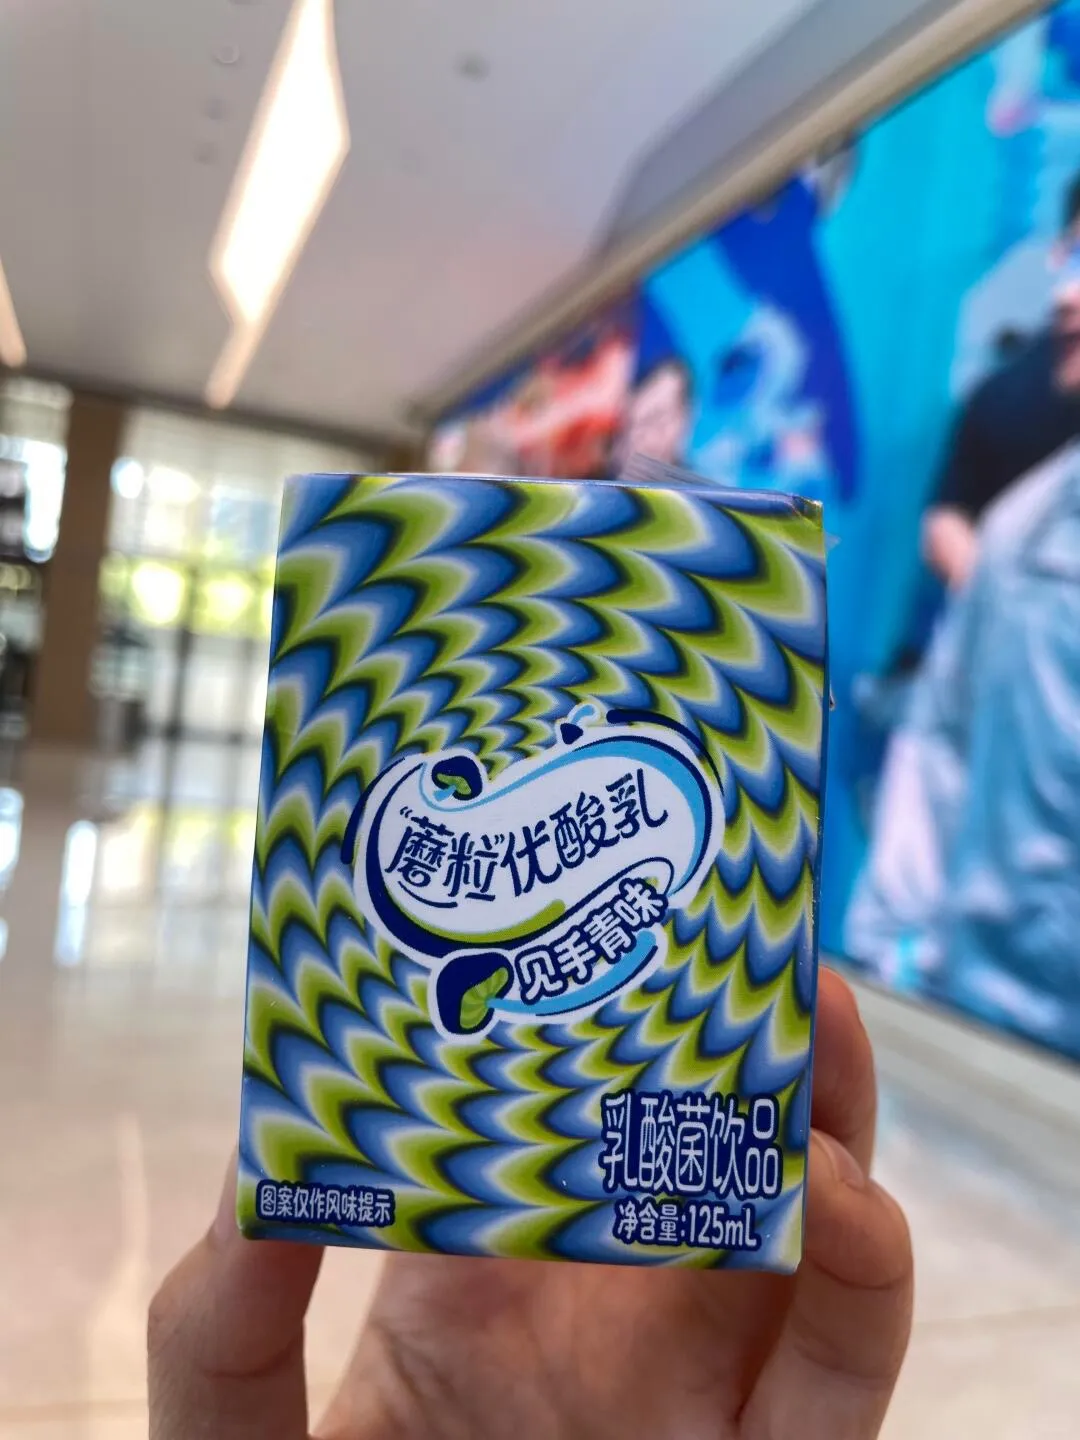 “蘑粒”优酸乳
见手青味
乳酸菌饮品
净含量:125mL
图案仅作风味提示